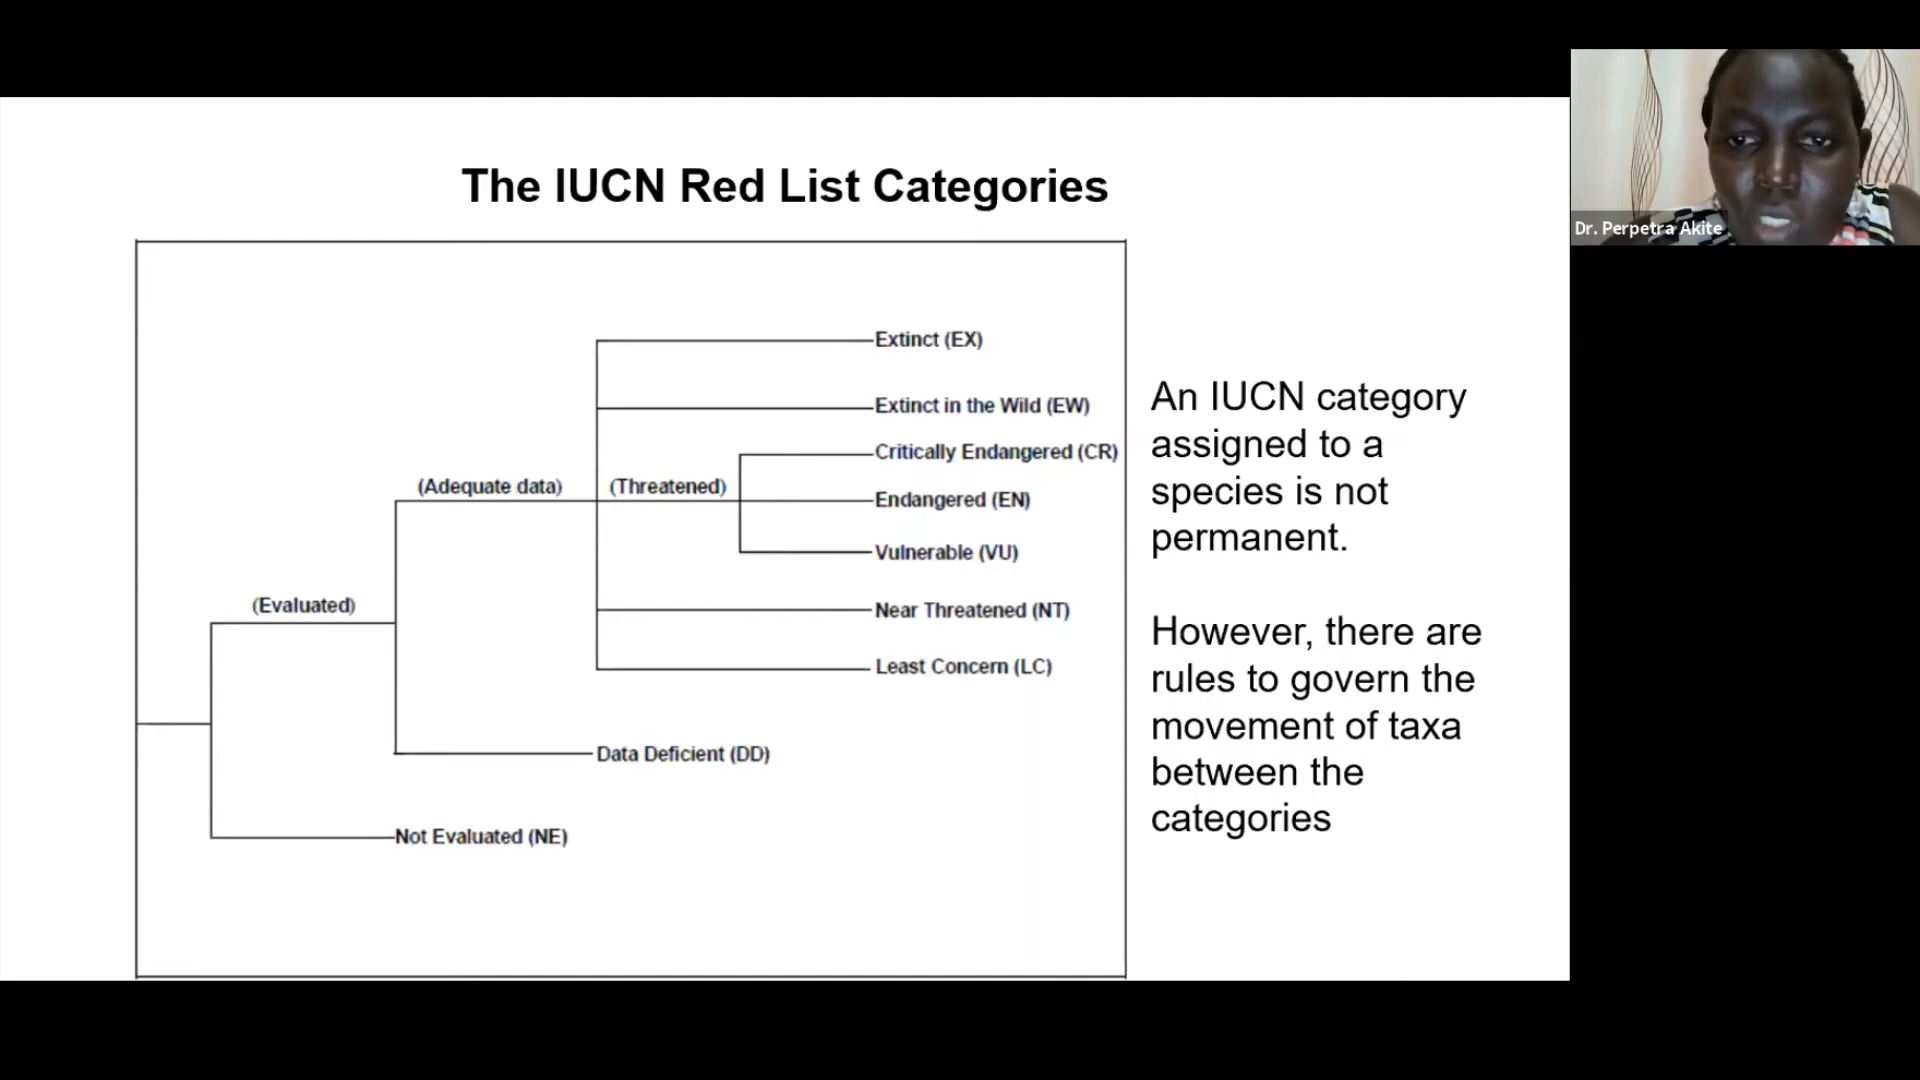 The IUCN Red List Categories
Extinct (EX)
Extinct in the Wild (EW)
Critically Endangered (CR)
(Adequate data)
(Threatened)
Endangered (EN)
Vulnerable (VU)
(Evaluated)
Near Threatened (NT)
Least Concern (LC)
Data Deficient (DD)
Not Evaluated (NE)
An IUCN category
assigned to a
species is not
permanent.
However, there are
rules to govern the
movement of taxa
between the
categories
Dr. Perpetra Akite